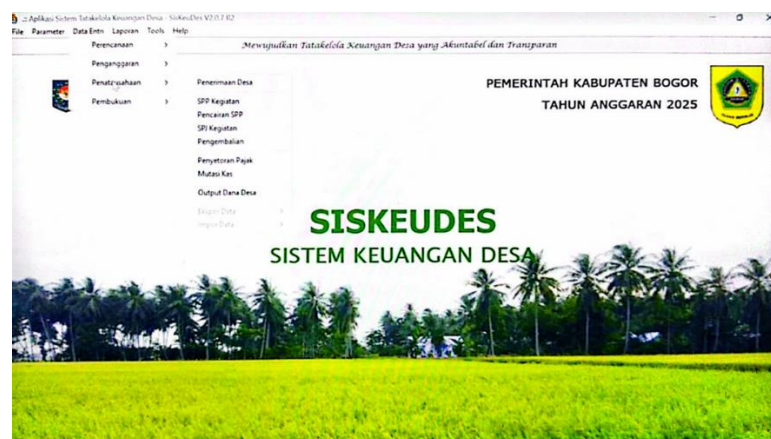 .:: Aplikasi Sistem Tatakelola Keuangan Desa - SisKeuDes V2.0.7 R2
File Parameter Data Entri Laporan Tools Help
Mewujudkan Tatakelola Keuangan Desa yang Akuntabel dan Transparan
Perencanaan
Penganggaran
Penatausahaan
Pembukuan
Penerimaan Desa
SPP Kegiatan
Pencairan SPP
SPJ Kegiatan
Pengembalian
Penyetoran Pajak
Mutasi Kas
Output Dana Desa
Ekspor Data
Impor Data
PEMERINTAH KABUPATEN BOGOR
TAHUN ANGGARAN 2025
SISKEUDES
SISTEM KEUANGAN DESA